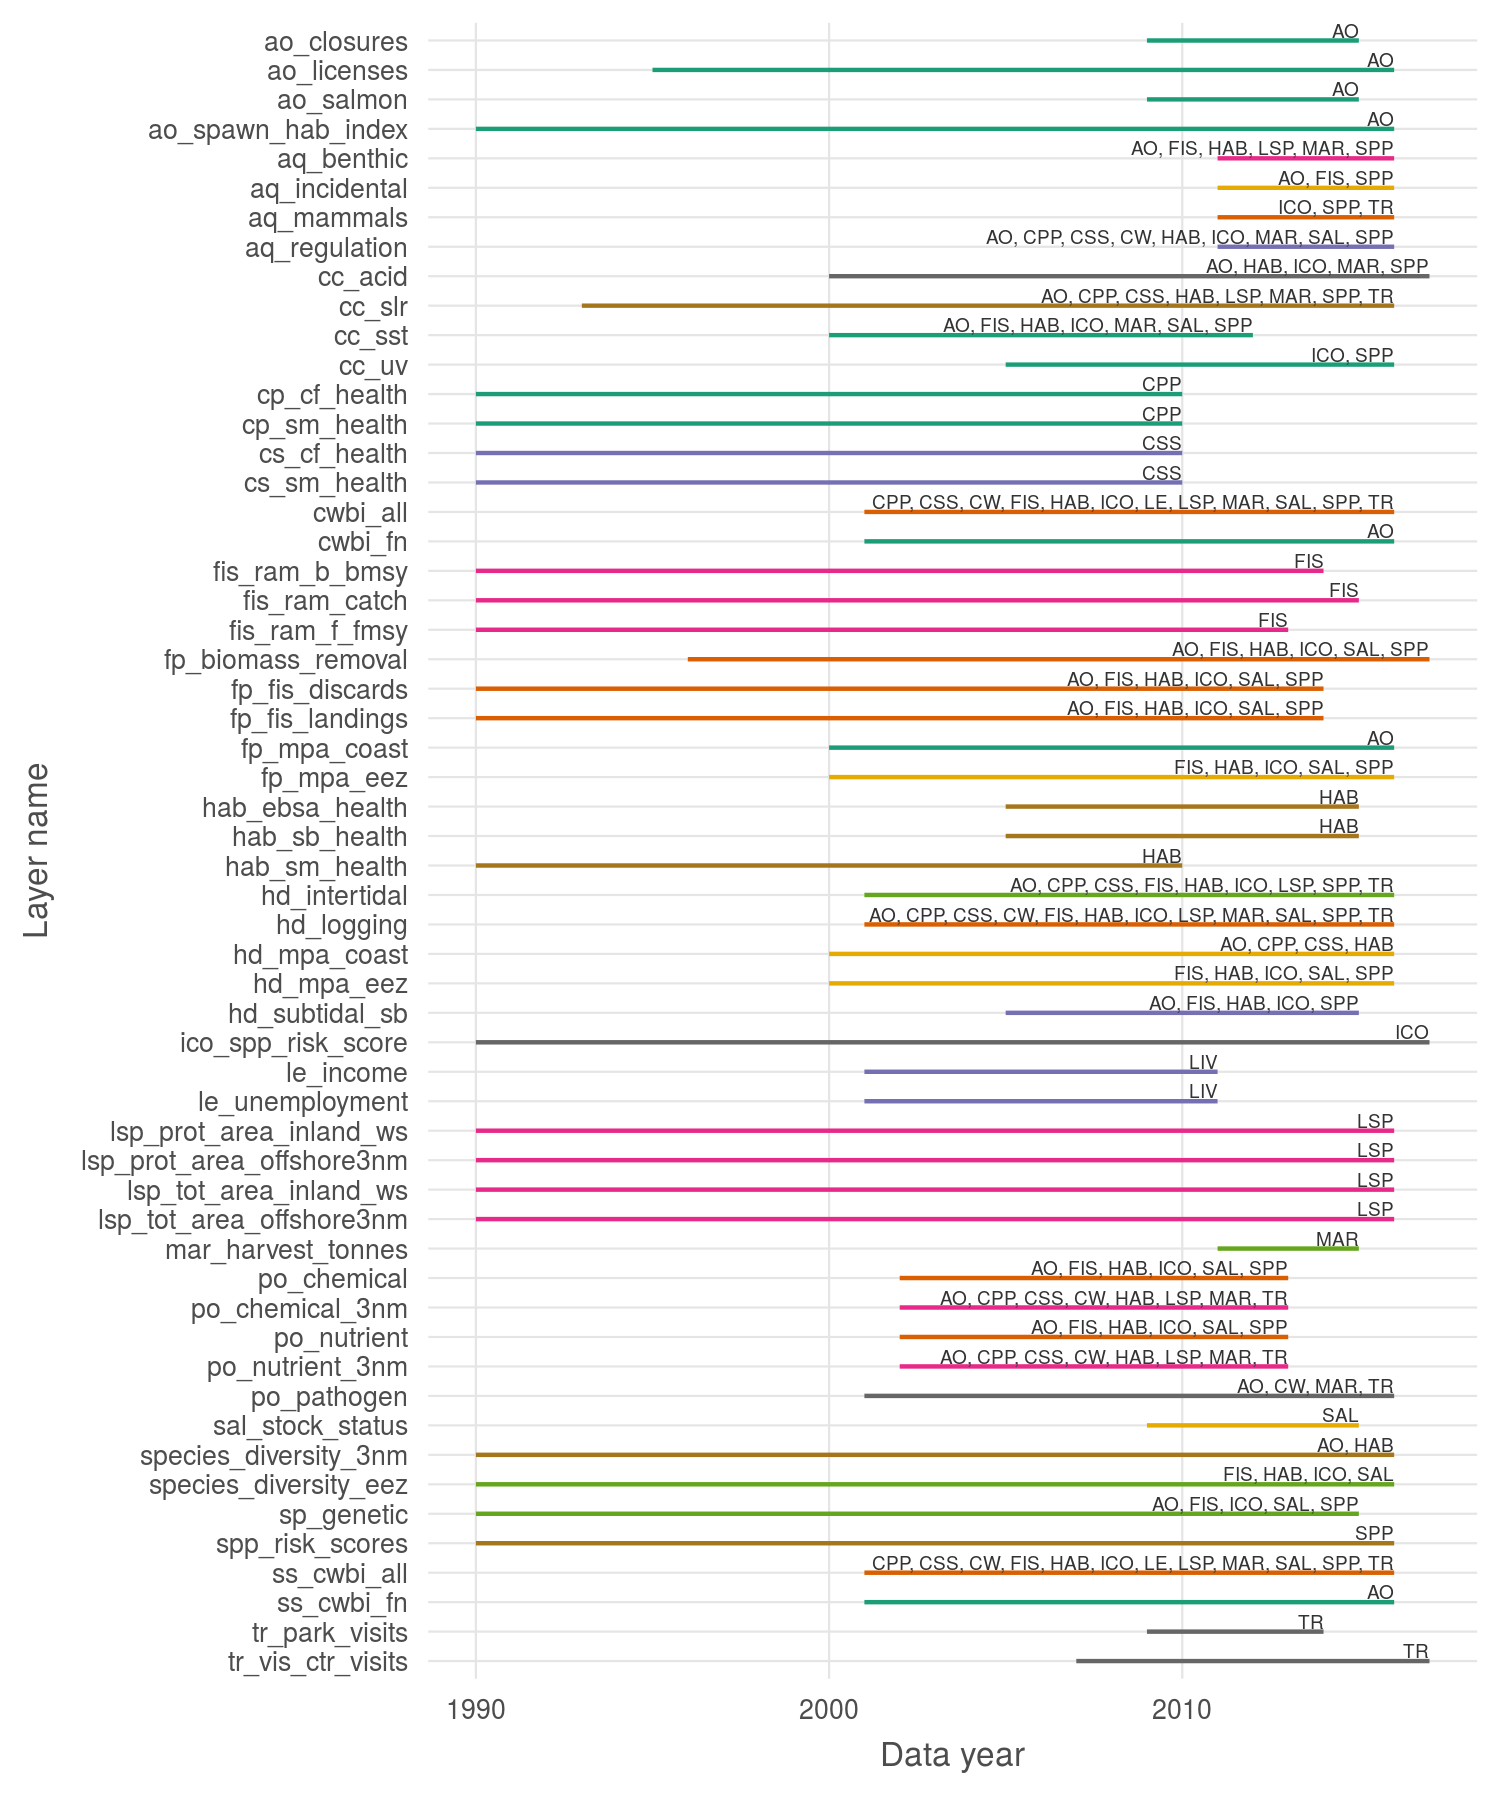 ao_closures AO
ao_licenses AO
ao_salmon AO
ao_spawn_hab_index AO
aq_benthic AO, FIS, HAB, LSP, MAR, SPP
aq_incidental AO, FIS, SPP
aq_mammals ICO, SPP, TR
aq_regulation AO, CPP, CSS, CW, HAB, ICO, MAR, SAL, SPP
cc_acid AO, HAB, ICO, MAR, SPP
cc_slr AO, CPP, CSS, HAB, LSP, MAR, SPP, TR
cc_sst AO, FIS, HAB, ICO, MAR, SAL, SPP
cc_uv ICO, SPP
cp_cf_health CPP
cp_sm_health CPP
cs_cf_health CSS
cs_sm_health CSS
cwbi_all CPP, CSS, CW, FIS, HAB, ICO, LE, LSP, MAR, SAL, SPP, TR
cwbi_fn AO
fis_ram_b_bmsy FIS
fis_ram_catch FIS
fis_ram_f_fmsy FIS
fp_biomass_removal AO, FIS, HAB, ICO, SAL, SPP
fp_fis_discards AO, FIS, HAB, ICO, SAL, SPP
fp_fis_landings AO, FIS, HAB, ICO, SAL, SPP
fp_mpa_coast AO
fp_mpa_eez FIS, HAB, ICO, SAL, SPP
hab_ebsa_health HAB
hab_sb_health HAB
hab_sm_health HAB
hd_intertidal AO, CPP, CSS, FIS, HAB, ICO, LSP, SPP, TR
hd_logging AO, CPP, CSS, CW, FIS, HAB, ICO, LSP, MAR, SAL, SPP, TR
hd_mpa_coast AO, CPP, CSS, HAB
hd_mpa_eez FIS, HAB, ICO, SAL, SPP
hd_subtidal_sb AO, FIS, HAB, ICO, SPP
ico_spp_risk_score ICO
le_income LIV
le_unemployment LIV
lsp_prot_area_inland_ws LSP
lsp_prot_area_offshore3nm LSP
lsp_tot_area_inland_ws LSP
lsp_tot_area_offshore3nm LSP
mar_harvest_tonnes MAR
po_chemical AO, FIS, HAB, ICO, SAL, SPP
po_chemical_3nm AO, CPP, CSS, CW, HAB, LSP, MAR, TR
po_nutrient AO, FIS, HAB, ICO, SAL, SPP
po_nutrient_3nm AO, CPP, CSS, CW, HAB, LSP, MAR, TR
po_pathogen AO, CW, MAR, TR
sal_stock_status SAL
species_diversity_3nm AO, HAB
species_diversity_eez FIS, HAB, ICO, SAL
sp_genetic AO, FIS, ICO, SAL, SPP
spp_risk_scores SPP
ss_cwbi_all CPP, CSS, CW, FIS, HAB, ICO, LE, LSP, MAR, SAL, SPP, TR
ss_cwbi_fn AO
tr_park_visits TR
tr_vis_ctr_visits TR
1990 2000 2010
Data year
Layer name